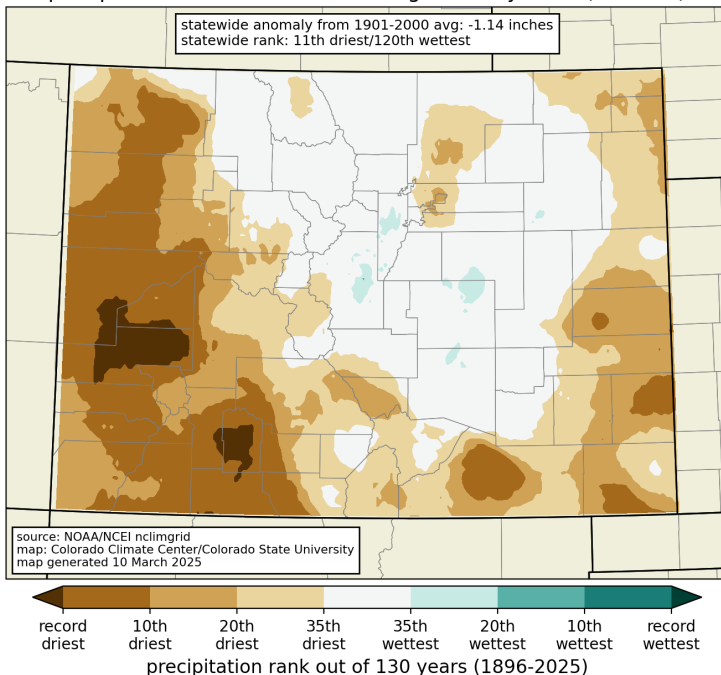 statewide anomaly from 1901-2000 avg: -1.14 inches
statewide rank: 11th driest/120th wettest
source: NOAA/NCEI nclimgrid
map: Colorado Climate Center/Colorado State University
map generated 10 March 2025
record driest
10th driest
20th driest
35th driest
35th wettest
20th wettest
10th wettest
record wettest
precipitation rank out of 130 years (1896-2025)